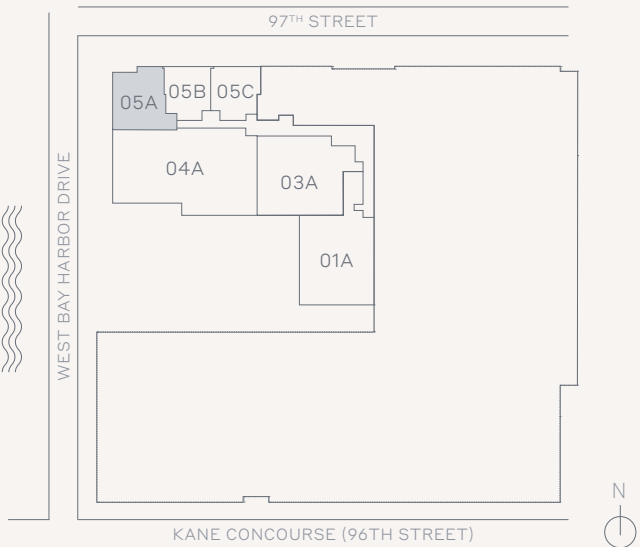 97TH STREET
05A
05B
05C
04A
03A
01A
WEST BAY HARBOR DRIVE
N
KANE CONCOURSE (96TH STREET)